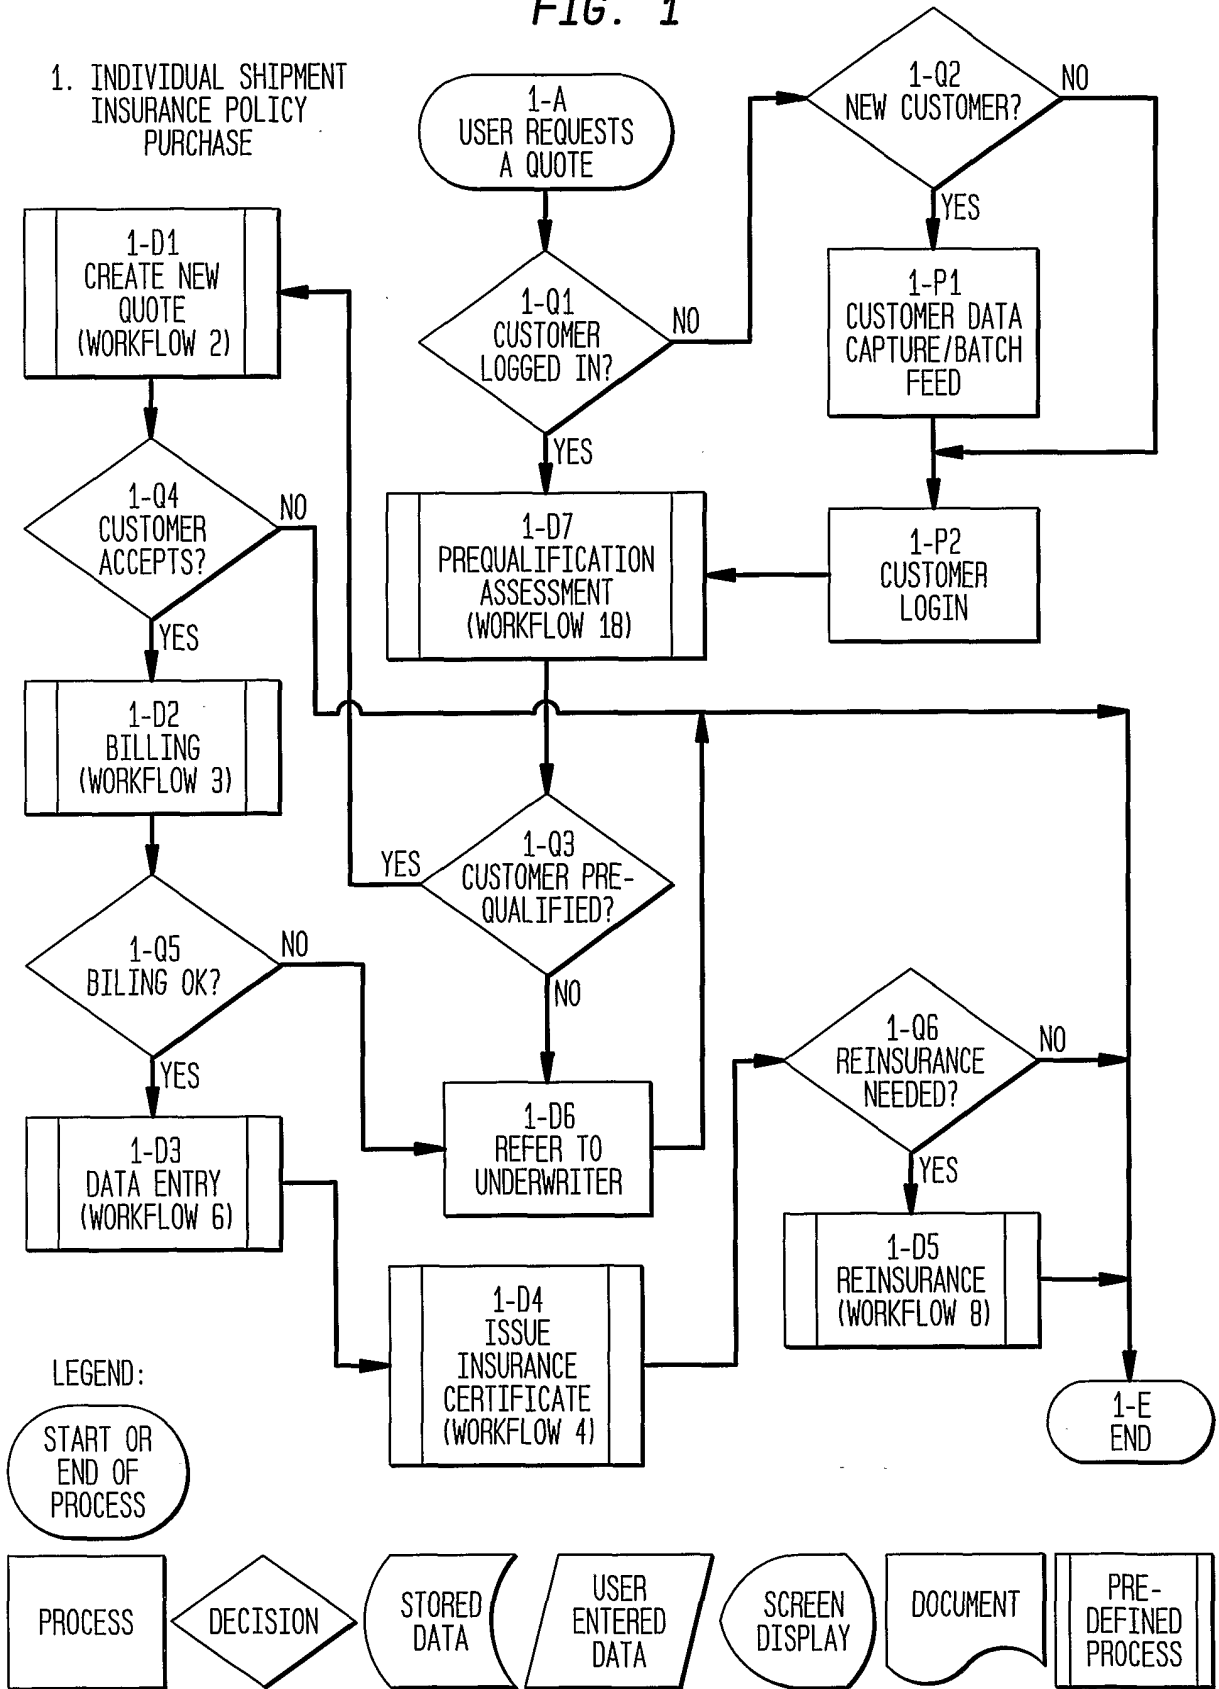 FIG. 1
1. INDIVIDUAL SHIPMENT
INSURANCE POLICY
PURCHASE
1-A
USER REQUESTS
A QUOTE
1-Q2
NEW CUSTOMER?
NO
YES
1-D1
CREATE NEW
QUOTE
(WORKFLOW 2)
1-Q1
CUSTOMER
LOGGED IN?
NO
YES
1-P1
CUSTOMER DATA
CAPTURE/BATCH
FEED
1-Q4
CUSTOMER
ACCEPTS?
NO
YES
1-D7
PREQUALIFICATION
ASSESSMENT
(WORKFLOW 18)
1-P2
CUSTOMER
LOGIN
1-D2
BILLING
(WORKFLOW 3)
1-Q3
CUSTOMER PRE-
QUALIFIED?
YES
NO
1-Q5
BILING OK?
NO
YES
1-Q6
REINSURANCE
NEEDED?
NO
YES
1-D3
DATA ENTRY
(WORKFLOW 6)
1-D6
REFER TO
UNDERWRITER
1-D5
REINSURANCE
(WORKFLOW 8)
1-D4
ISSUE
INSURANCE
CERTIFICATE
(WORKFLOW 4)
1-E
END
LEGEND:
START OR
END OF
PROCESS
PROCESS
DECISION
STORED
DATA
USER
ENTERED
DATA
SCREEN
DISPLAY
DOCUMENT
PRE-
DEFINED
PROCESS